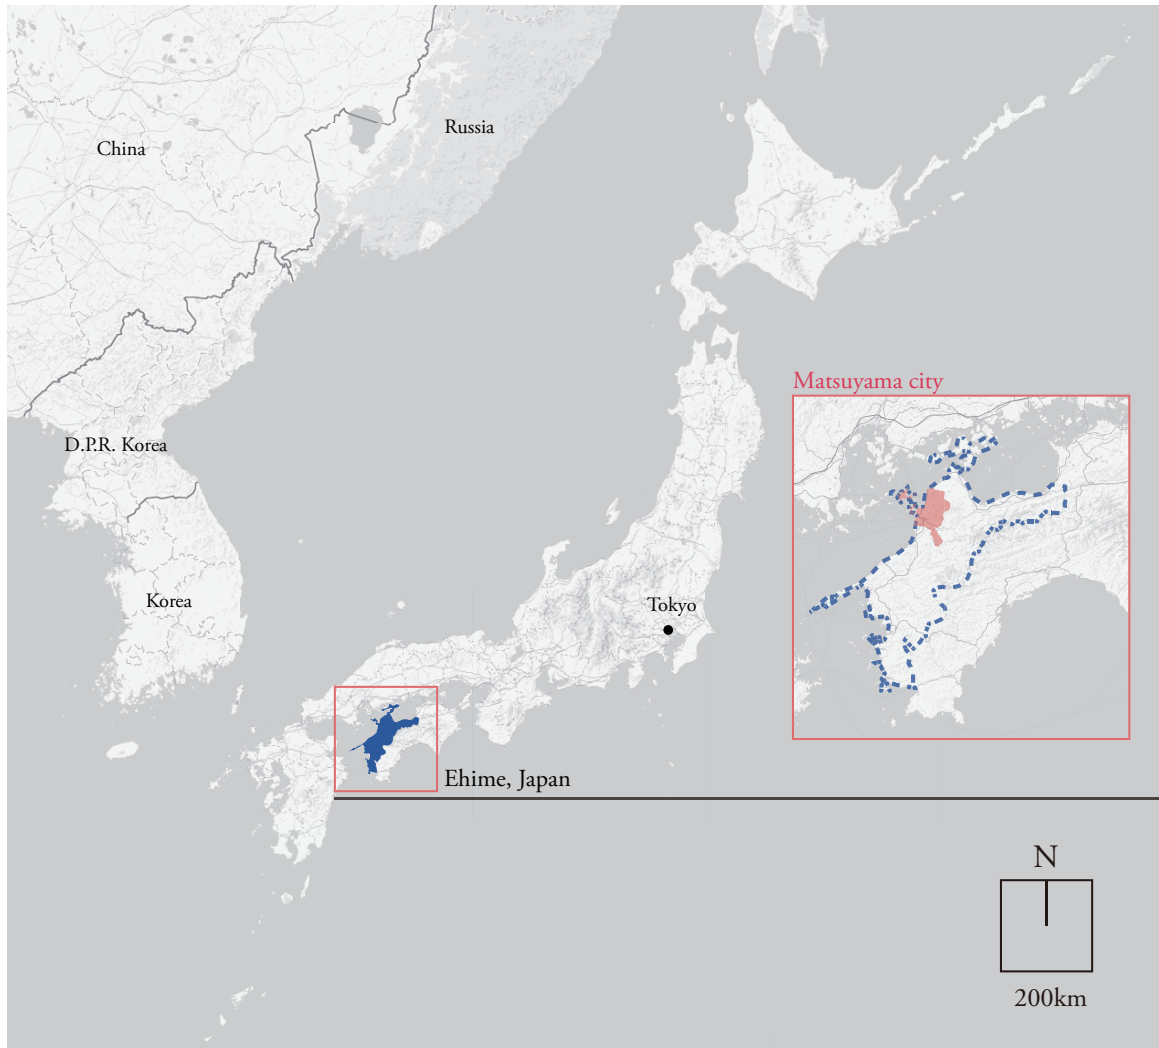 China
Russia
Matsuyama city
D.P.R. Korea
Korea
Tokyo
Ehime, Japan
N
200km